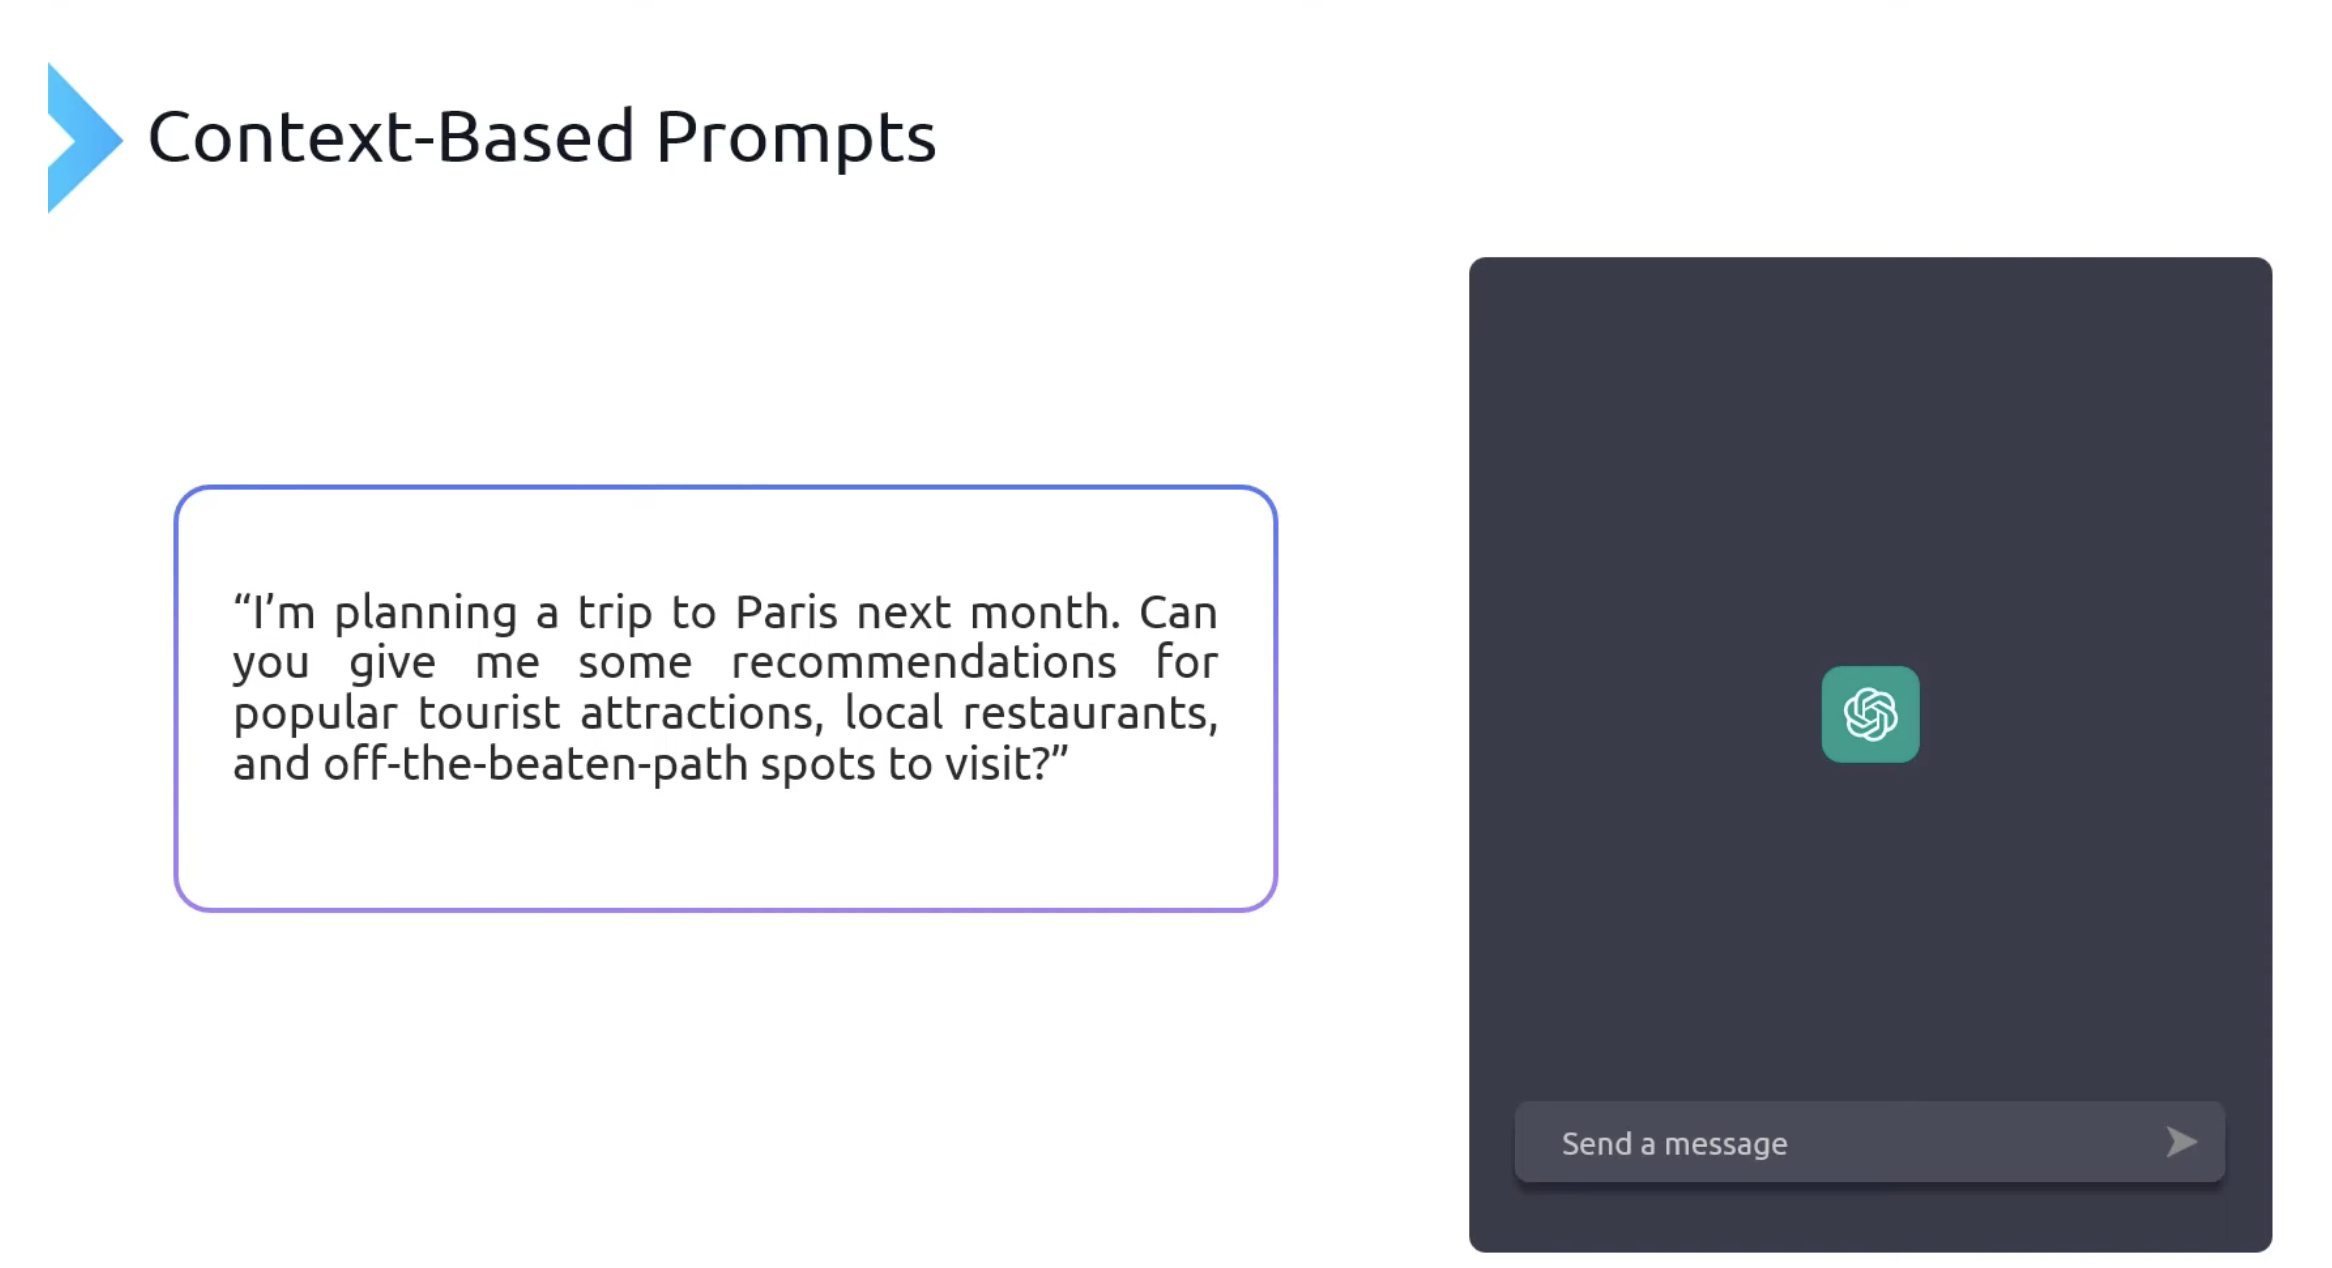 Context-Based Prompts
“I’m planning a trip to Paris next month. Can
you give me some recommendations for
popular tourist attractions, local restaurants,
and off-the-beaten-path spots to visit?”
Send a message